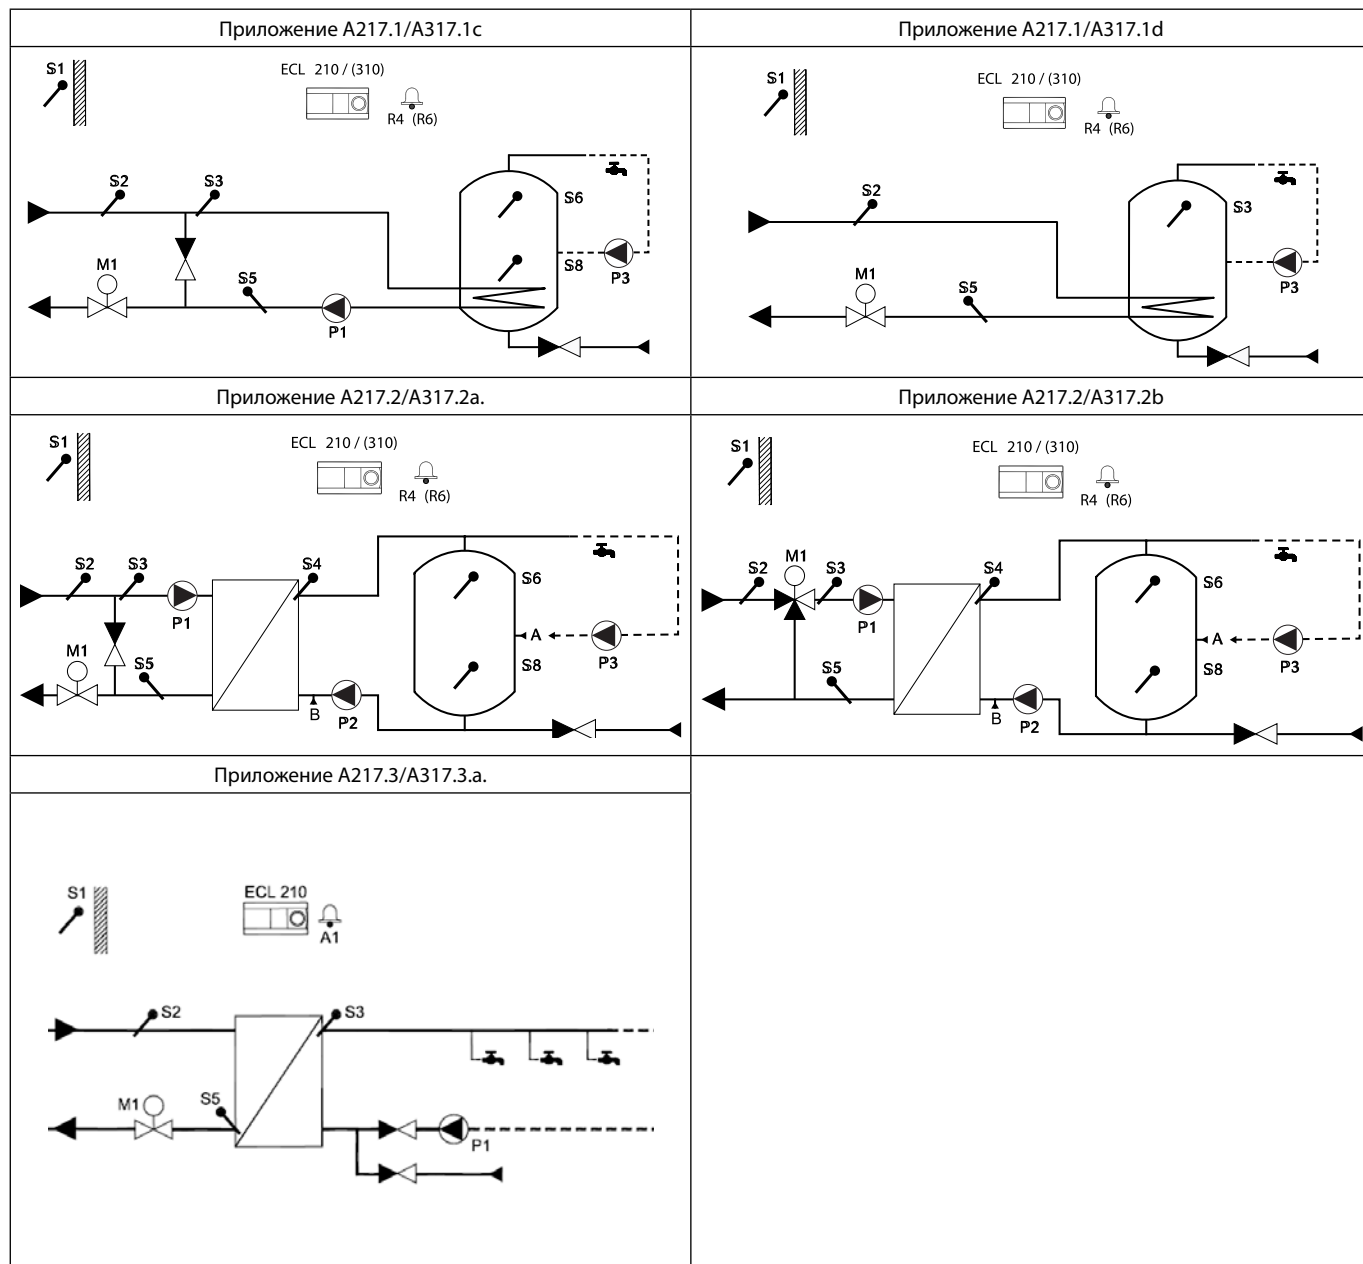 Приложение A217.1/A317.1c
Приложение A217.1/A317.1d
S1
ECL 210 / (310)
R4 (R6)
S2
S3
S6
S8
P3
M1
S5
P1
S1
ECL 210 / (310)
R4 (R6)
S2
S3
P3
M1
S5
Приложение A217.2/A317.2a.
Приложение A217.2/A317.2b
S1
ECL 210 / (310)
R4 (R6)
S2
S3
S4
S6
P1
A
P3
M1
S5
S8
B
P2
S1
ECL 210 / (310)
R4 (R6)
M1
S2
S3
S4
S6
P1
A
P3
S5
S8
B
P2
Приложение A217.3/A317.3.a.
S1
ECL 210
A1
S2
S3
M1
S5
P1